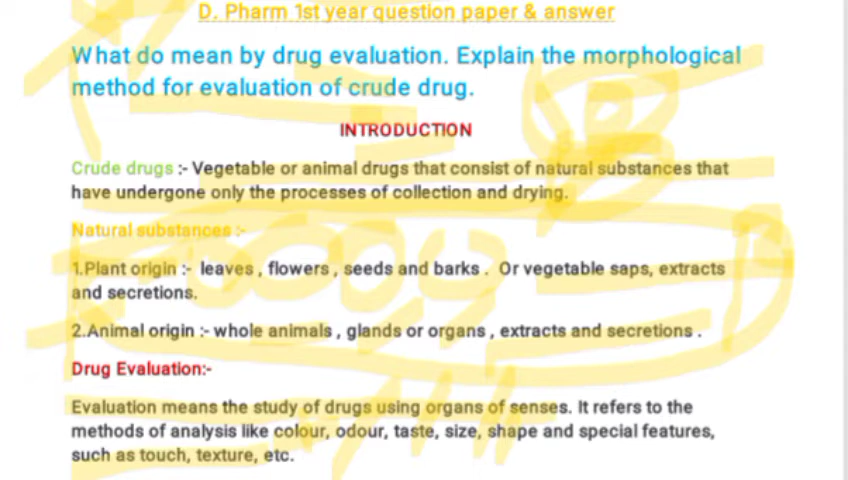 D. Pharm 1st year question paper & answer
What do mean by drug evaluation. Explain the morphological
method for evaluation of crude drug.
INTRODUCTION
Crude drugs :- Vegetable or animal drugs that consist of natural substances that
have undergone only the processes of collection and drying.
Natural substances :-
1.Plant origin :- leaves , flowers , seeds and barks . Or vegetable saps, extracts
and secretions.
2.Animal origin :- whole animals , glands or organs , extracts and secretions .
Drug Evaluation:-
Evaluation means the study of drugs using organs of senses. It refers to the
methods of analysis like colour, odour, taste, size, shape and special features,
such as touch, texture, etc.